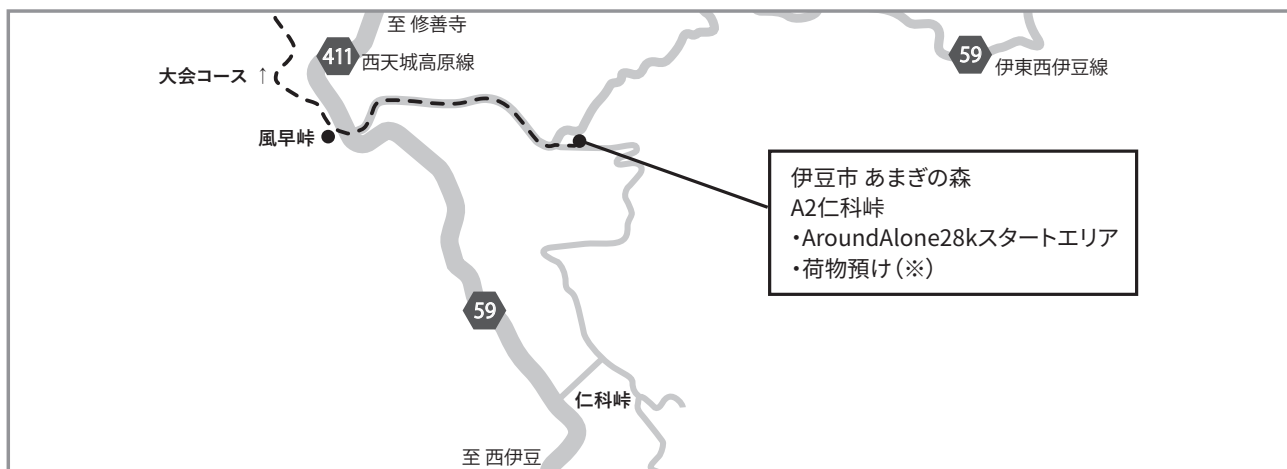 至 修善寺
411
西天城高原線
59
伊東西伊豆線
大会コース ↑
風早峠
伊豆市 あまぎの森
A2仁科峠
・AroundAlone28kスタートエリア
・荷物預け（※）
59
仁科峠
至 西伊豆